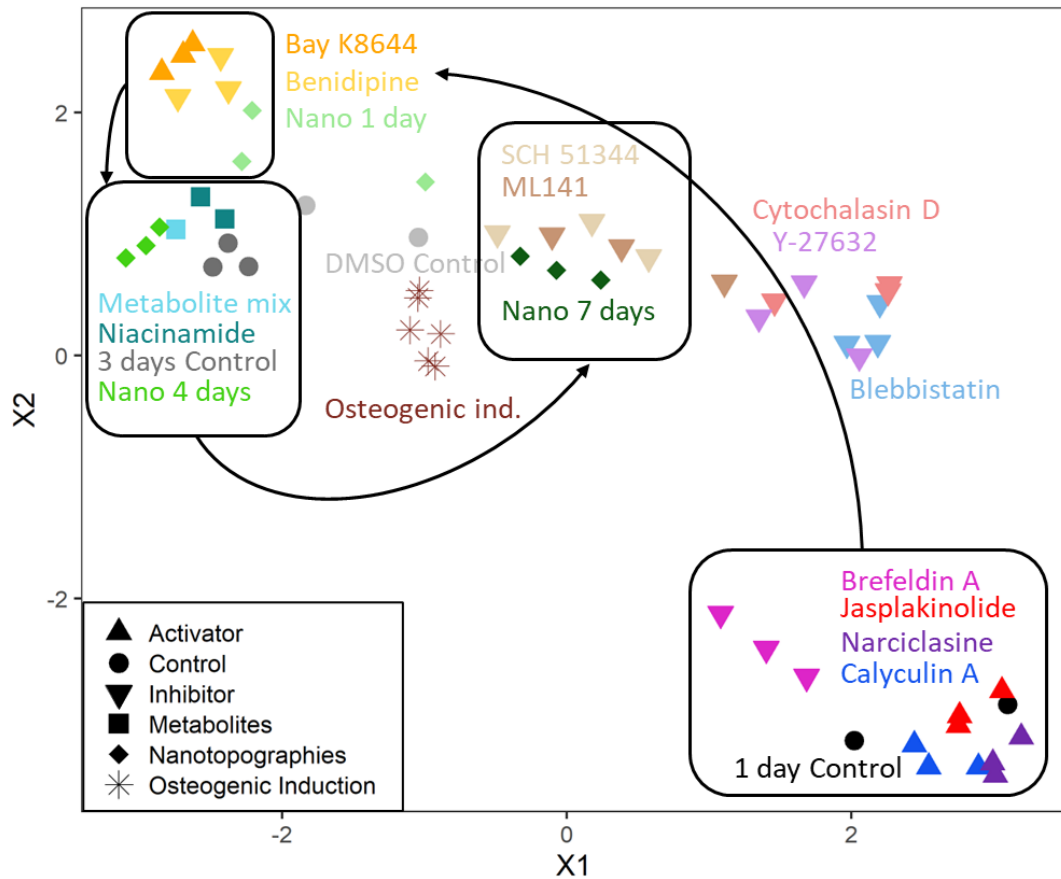 Bay K8644
Benidipine
Nano 1 day
SCH 51344
ML141
Nano 7 days
Cytochalasin D
Y-27632
Blebbistatin
DMSO Control
Osteogenic ind.
Metabolite mix
Niacinamide
3 days Control
Nano 4 days
Brefeldin A
Jasplakinolide
Narciclasine
Calyculin A
1 day Control
Activator
Control
Inhibitor
Metabolites
Nanotopographies
Osteogenic Induction
2
0
-2
X2
-2
0
2
X1